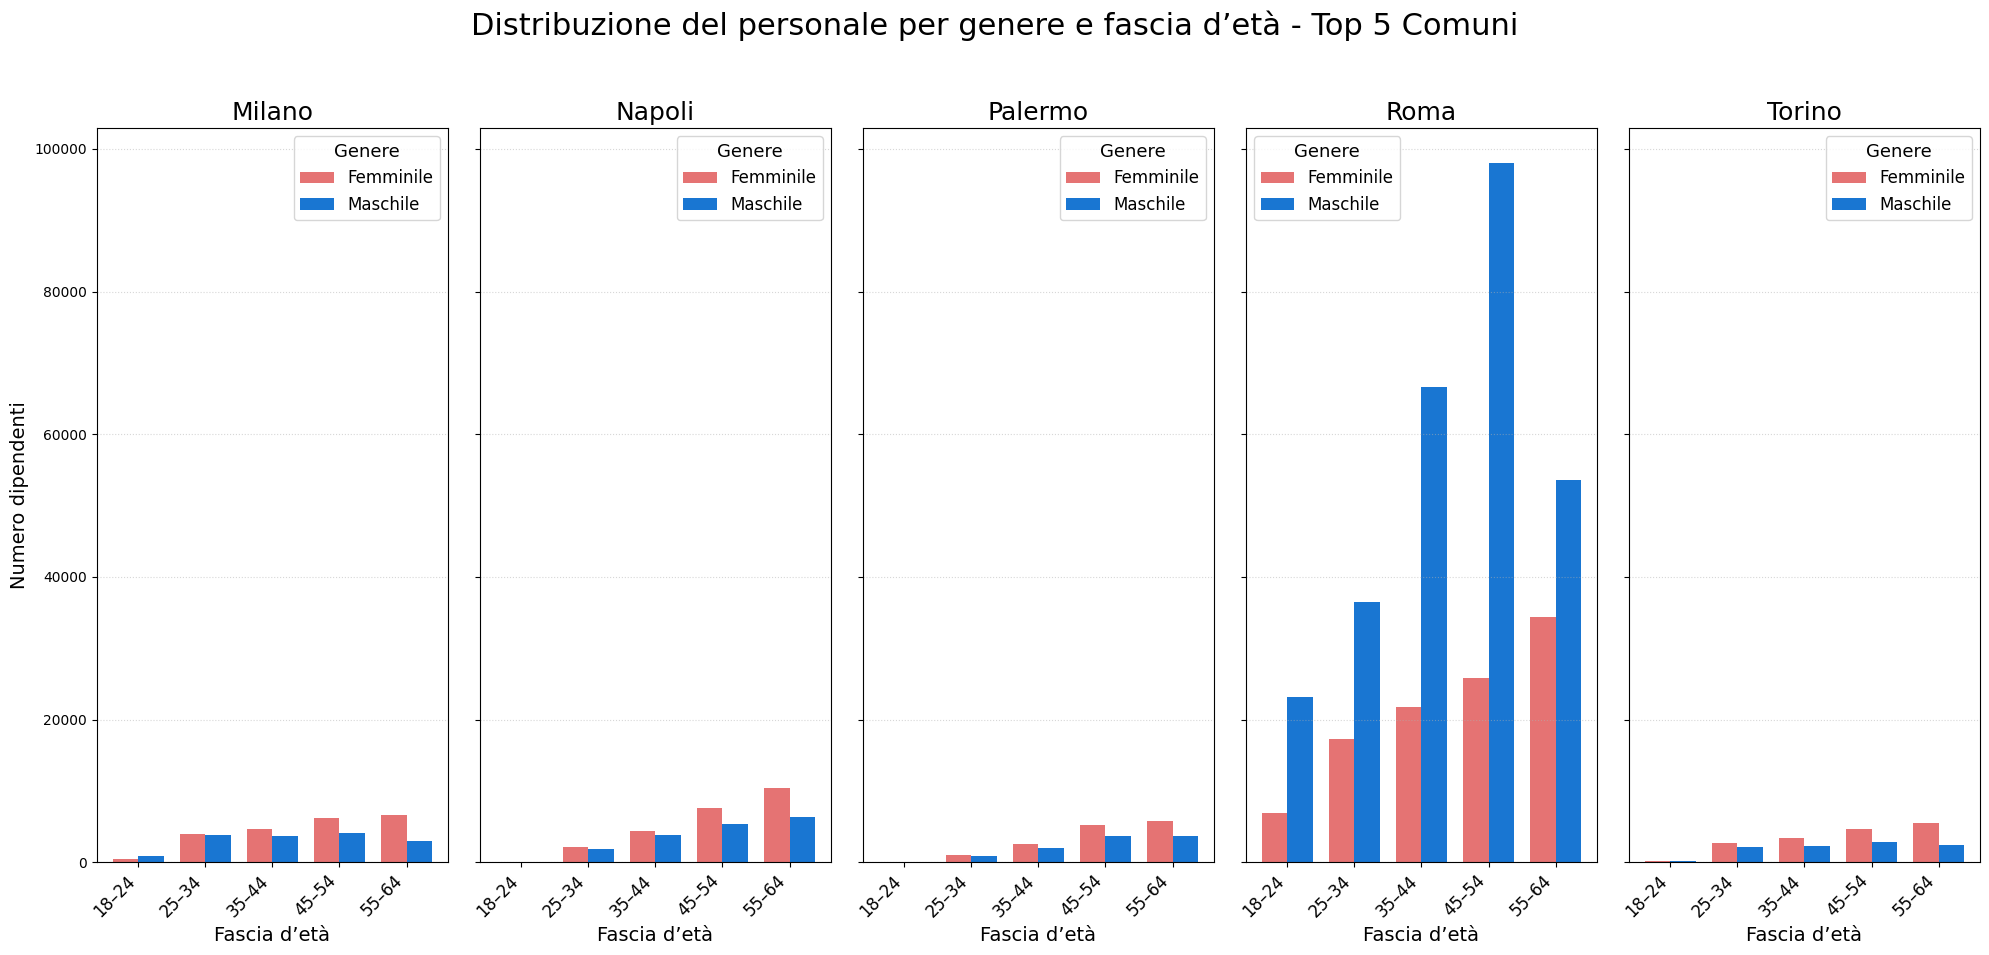 Distribuzione del personale per genere e fascia d’età - Top 5 Comuni
Milano
Napoli
Palermo
Roma
Torino
Numero dipendenti
100000
80000
60000
40000
20000
0
Genere
Femminile
Maschile
18–24
25–34
35–44
45–54
55–64
Fascia d’età
Genere
Femminile
Maschile
18–24
25–34
35–44
45–54
55–64
Fascia d’età
Genere
Femminile
Maschile
18–24
25–34
35–44
45–54
55–64
Fascia d’età
Genere
Femminile
Maschile
18–24
25–34
35–44
45–54
55–64
Fascia d’età
Genere
Femminile
Maschile
18–24
25–34
35–44
45–54
55–64
Fascia d’età